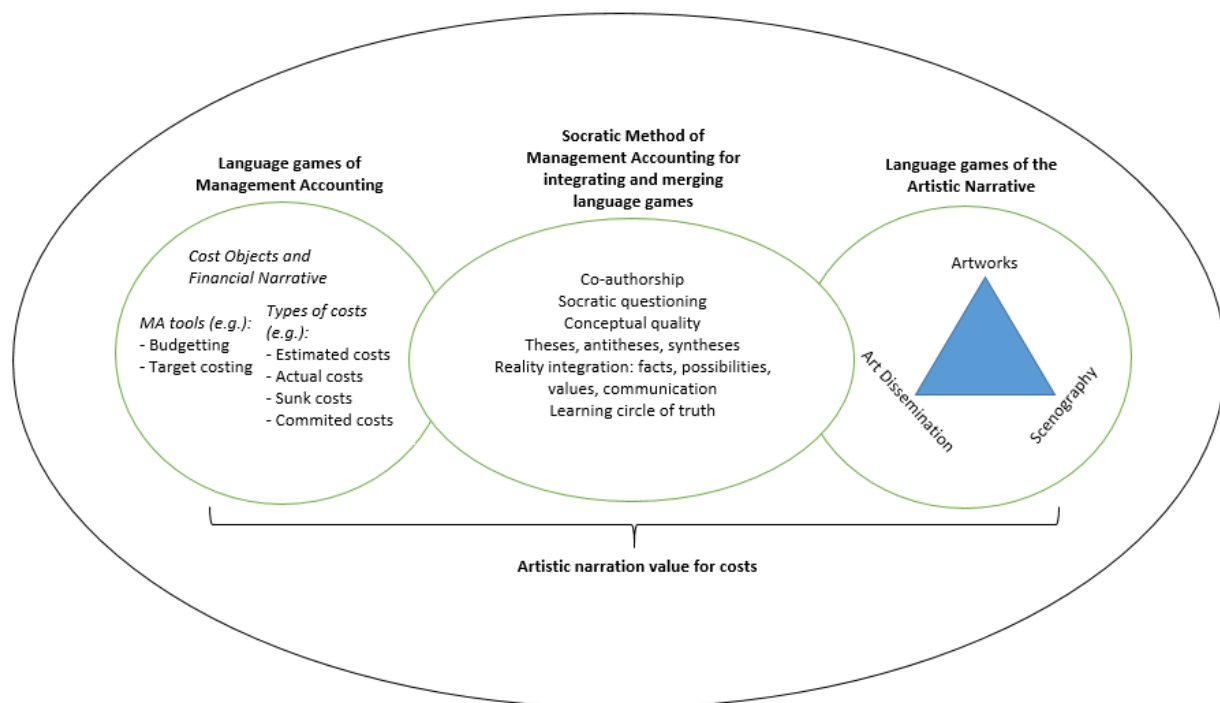 Language games of
Management Accounting
Socratic Method of
Management Accounting for
integrating and merging
language games
Language games of the
Artistic Narrative
Cost Objects and
Financial Narrative
MA tools (e.g.):
- Budgetting
- Target costing
Types of costs
(e.g.):
- Estimated costs
- Actual costs
- Sunk costs
- Commited costs
Co-authorship
Socratic questioning
Conceptual quality
Theses, antitheses, syntheses
Reality integration: facts, possibilities,
values, communication
Learning circle of truth
Artworks
Art Dissemination
Scenography
Artistic narration value for costs